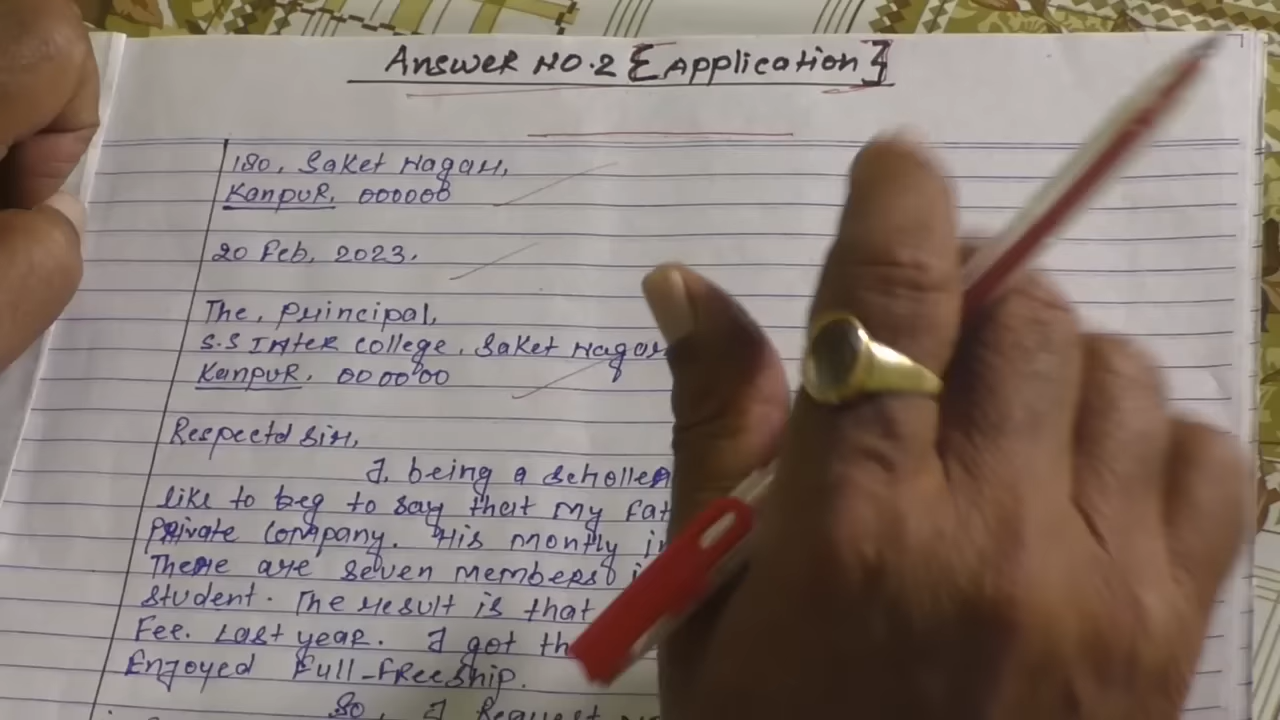 Answer NO.2 {Application}
180, Saket Nagar,
Kanpur, 000000
20 Feb, 2023.
The, Principal,
S.S Inter college, Saket Nagar
Kanpur, 000000
Respectd Sir,
I, being a scholler
like to beg to say that my fat
Private Company. His montly in
There are seven members i
student. The result is that
Fee. Last year. I got th
Enjoyed Full-Freeship.
So, I Request